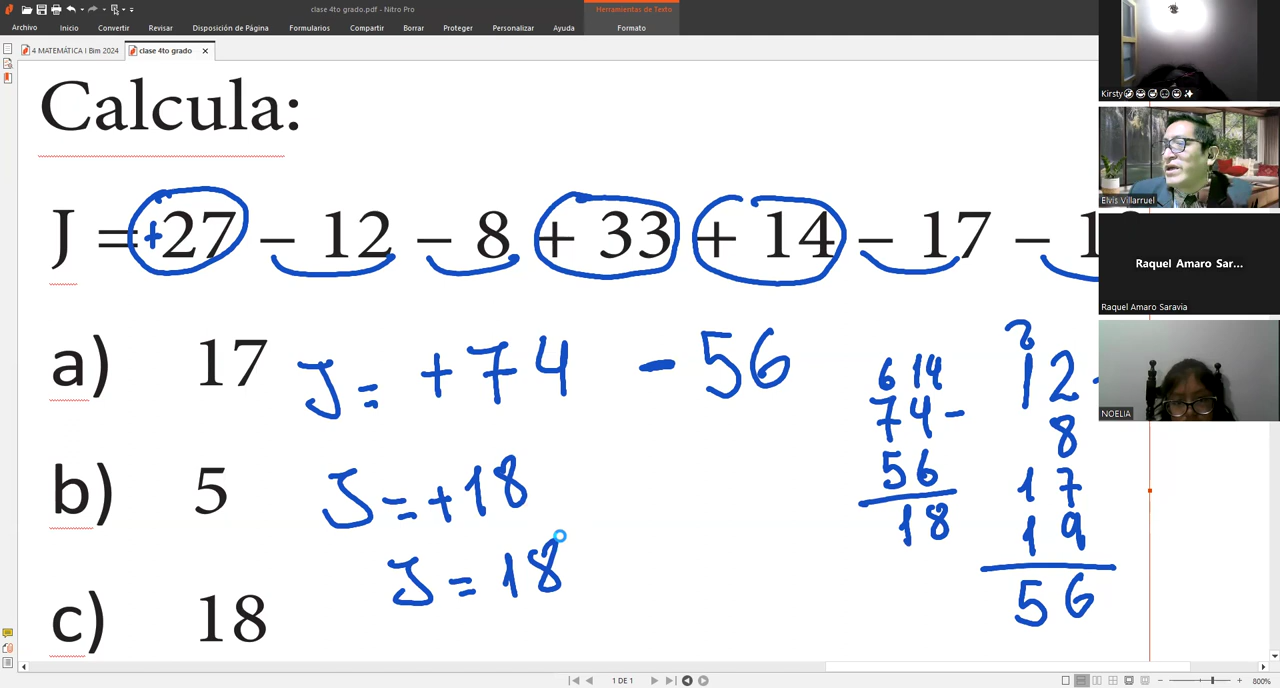 clase 4to grado.pdf - Nitro Pro
Herramientas de Texto
Archivo Inicio Convertir Revisar Disposición de Página Formularios Compartir Borrar Proteger Personalizar Ayuda Formato
4 MATEMÁTICA I Bim 2024 clase 4to grado ×
Calcula:
J = +27 – 12 – 8 + 33 + 14 – 17 – 1
a) 17 J = +74 - 56
b) 5 J = +18
J = 18
c) 18
6 14
74 -
56
18
2
12
8
17
19
56
Kirsty
Elvis Villarruel
Raquel Amaro Sar...
Raquel Amaro Saravia
NOELIA
1 DE 1
800%